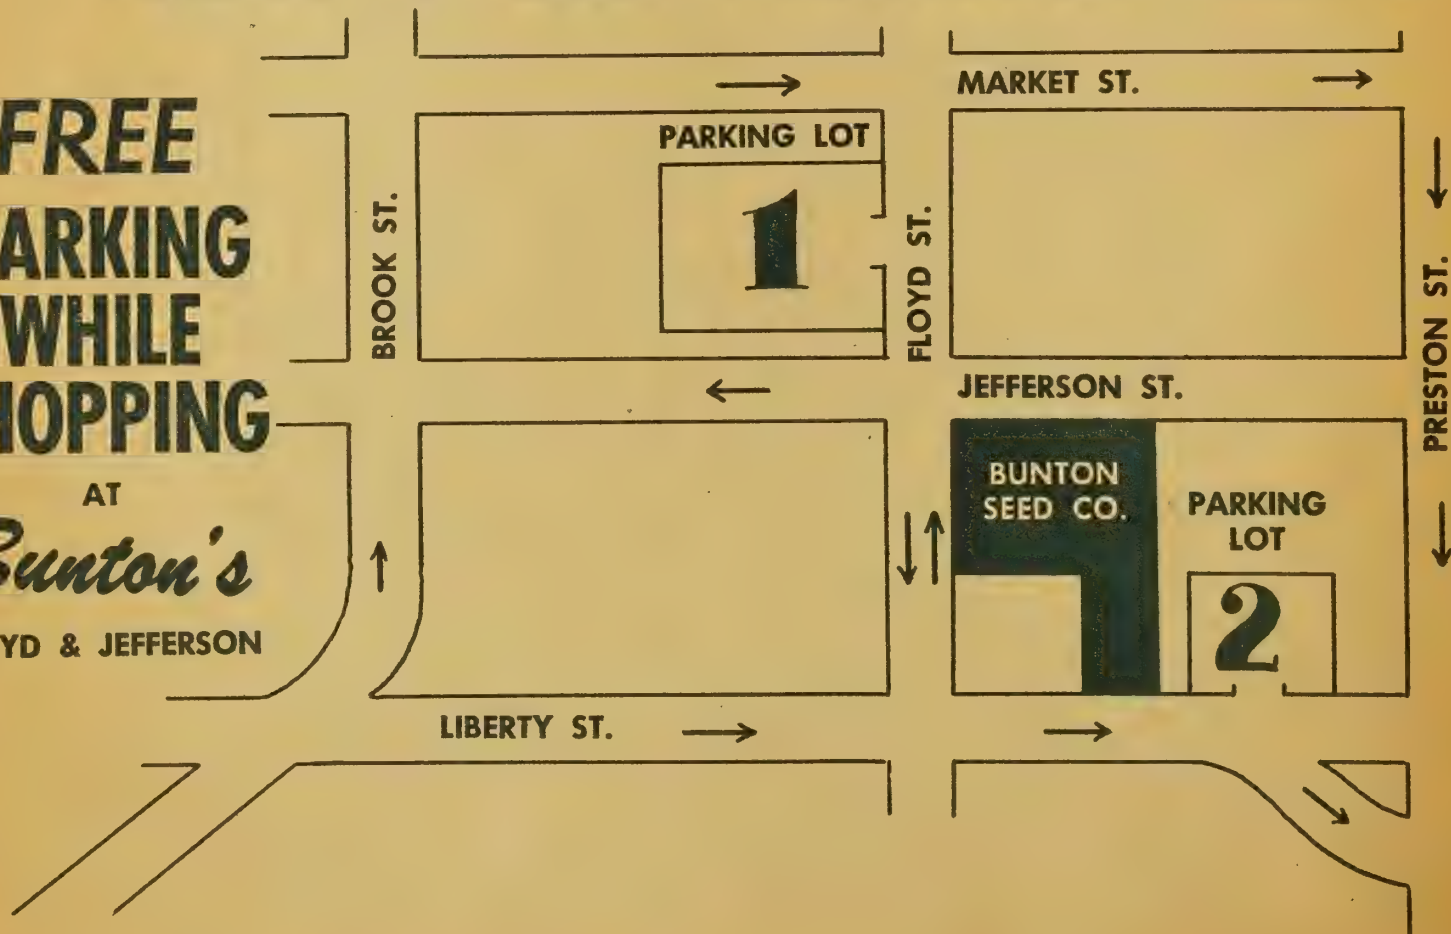 FREE
ARKING
WHILE
HOPPING
AT
Bunton's
YD & JEFFERSON
MARKET ST.
PARKING LOT
1
BROOK ST.
FLOYD ST.
PRESTON ST.
JEFFERSON ST.
BUNTON
SEED CO.
PARKING
LOT
2
LIBERTY ST.